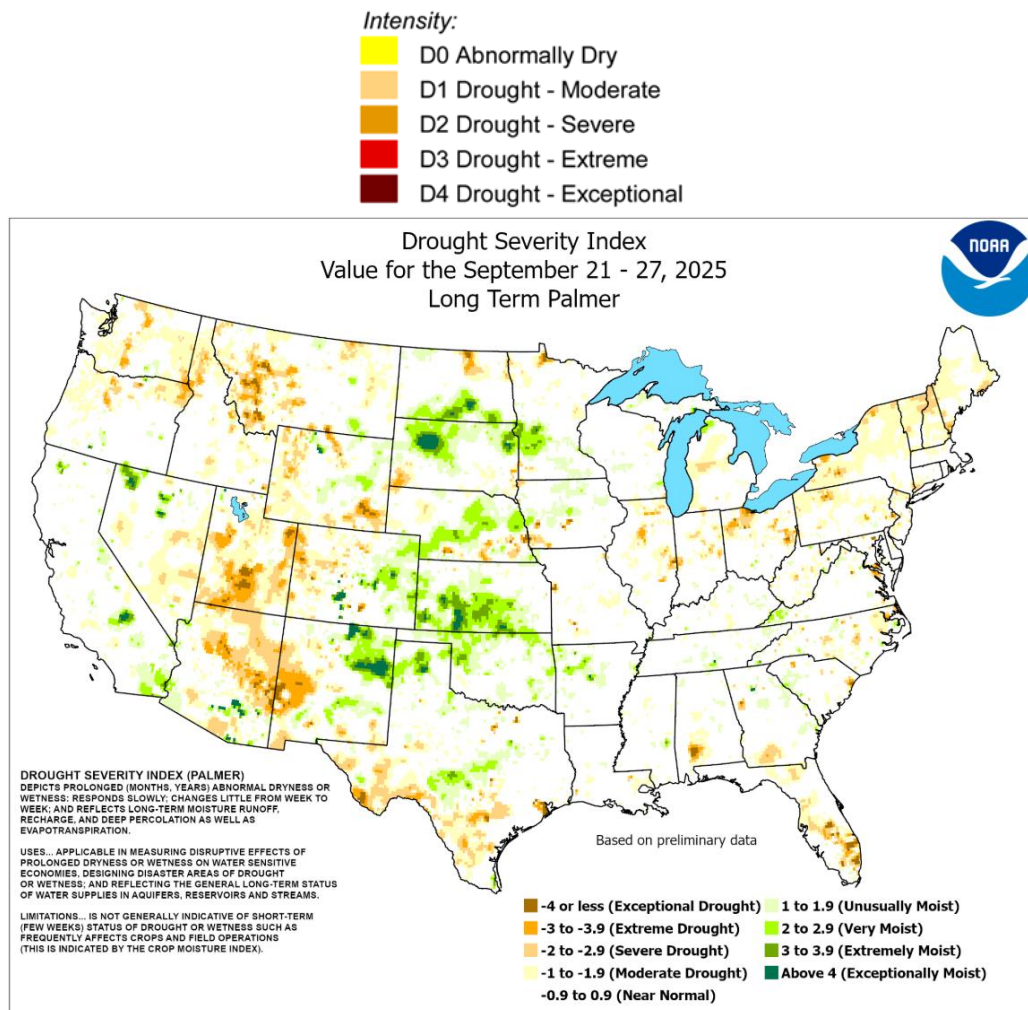 Intensity:
D0 Abnormally Dry
D1 Drought - Moderate
D2 Drought - Severe
D3 Drought - Extreme
D4 Drought - Exceptional
Drought Severity Index
Value for the September 21 - 27, 2025
Long Term Palmer
NOAA
DROUGHT SEVERITY INDEX (PALMER)
DEPICTS PROLONGED (MONTHS, YEARS) ABNORMAL DRYNESS OR
WETNESS: RESPONDS SLOWLY; CHANGES LITTLE FROM WEEK TO
WEEK; AND REFLECTS LONG-TERM MOISTURE RUNOFF,
RECHARGE, AND DEEP PERCOLATION AS WELL AS
EVAPOTRANSPIRATION.
USES... APPLICABLE IN MEASURING DISRUPTIVE EFFECTS OF
PROLONGED DRYNESS OR WETNESS ON WATER SENSITIVE
ECONOMIES, DESIGNING DISASTER AREAS OF DROUGHT
OR WETNESS; AND REFLECTING THE GENERAL LONG-TERM STATUS
OF WATER SUPPLIES IN AQUIFERS, RESERVOIRS AND STREAMS.
LIMITATIONS... IS NOT GENERALLY INDICATIVE OF SHORT-TERM
(FEW WEEKS) STATUS OF DROUGHT OR WETNESS SUCH AS
FREQUENTLY AFFECTS CROPS AND FIELD OPERATIONS
(THIS IS INDICATED BY THE CROP MOISTURE INDEX).
Based on preliminary data
-4 or less (Exceptional Drought)
-3 to -3.9 (Extreme Drought)
-2 to -2.9 (Severe Drought)
-1 to -1.9 (Moderate Drought)
-0.9 to 0.9 (Near Normal)
1 to 1.9 (Unusually Moist)
2 to 2.9 (Very Moist)
3 to 3.9 (Extremely Moist)
Above 4 (Exceptionally Moist)